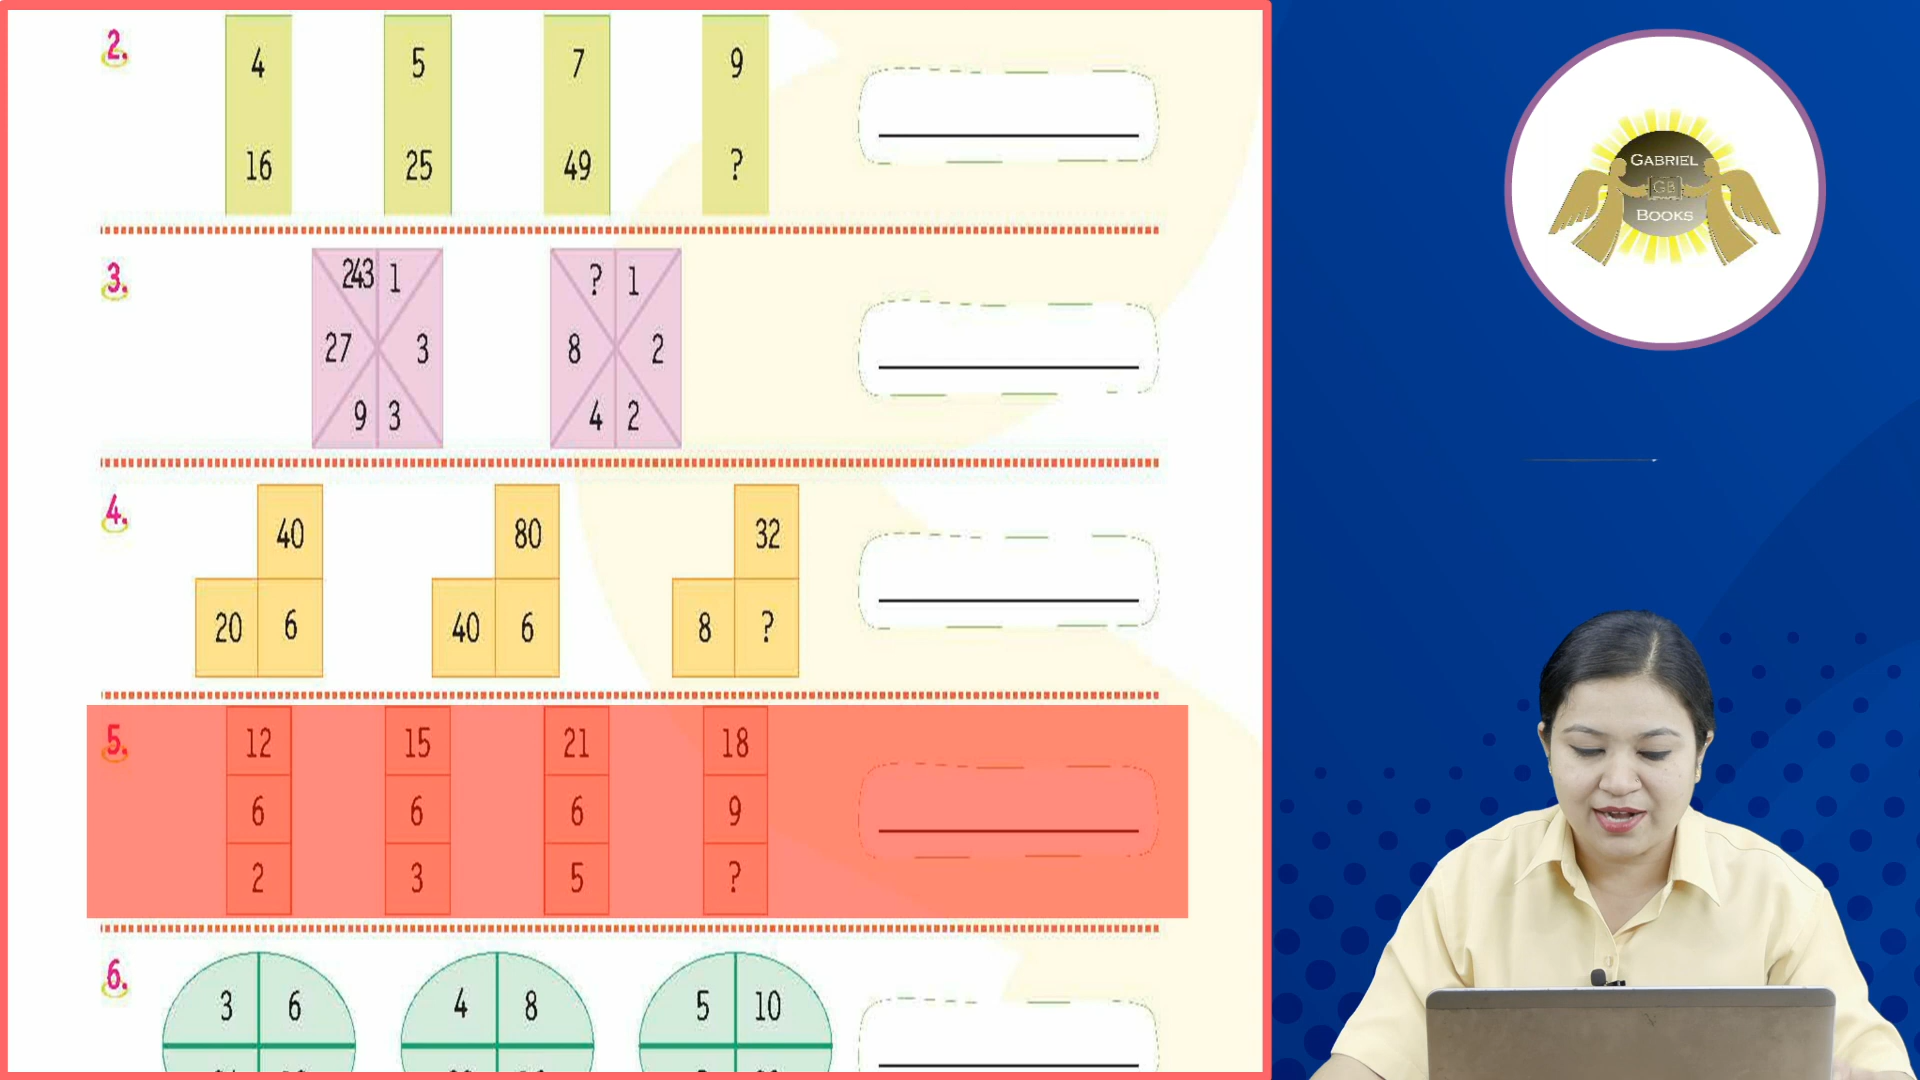 2. 4 5 7 9
16 25 49 ?
3. 243 1 ? 1
27 3 8 2
9 3 4 2
4. 40 80 32
20 6 40 6 8 ?
5. 12 15 21 18
6 6 6 9
2 3 5 ?
6. 3 6 4 8 5 10
GABRIEL
GB
BOOKS